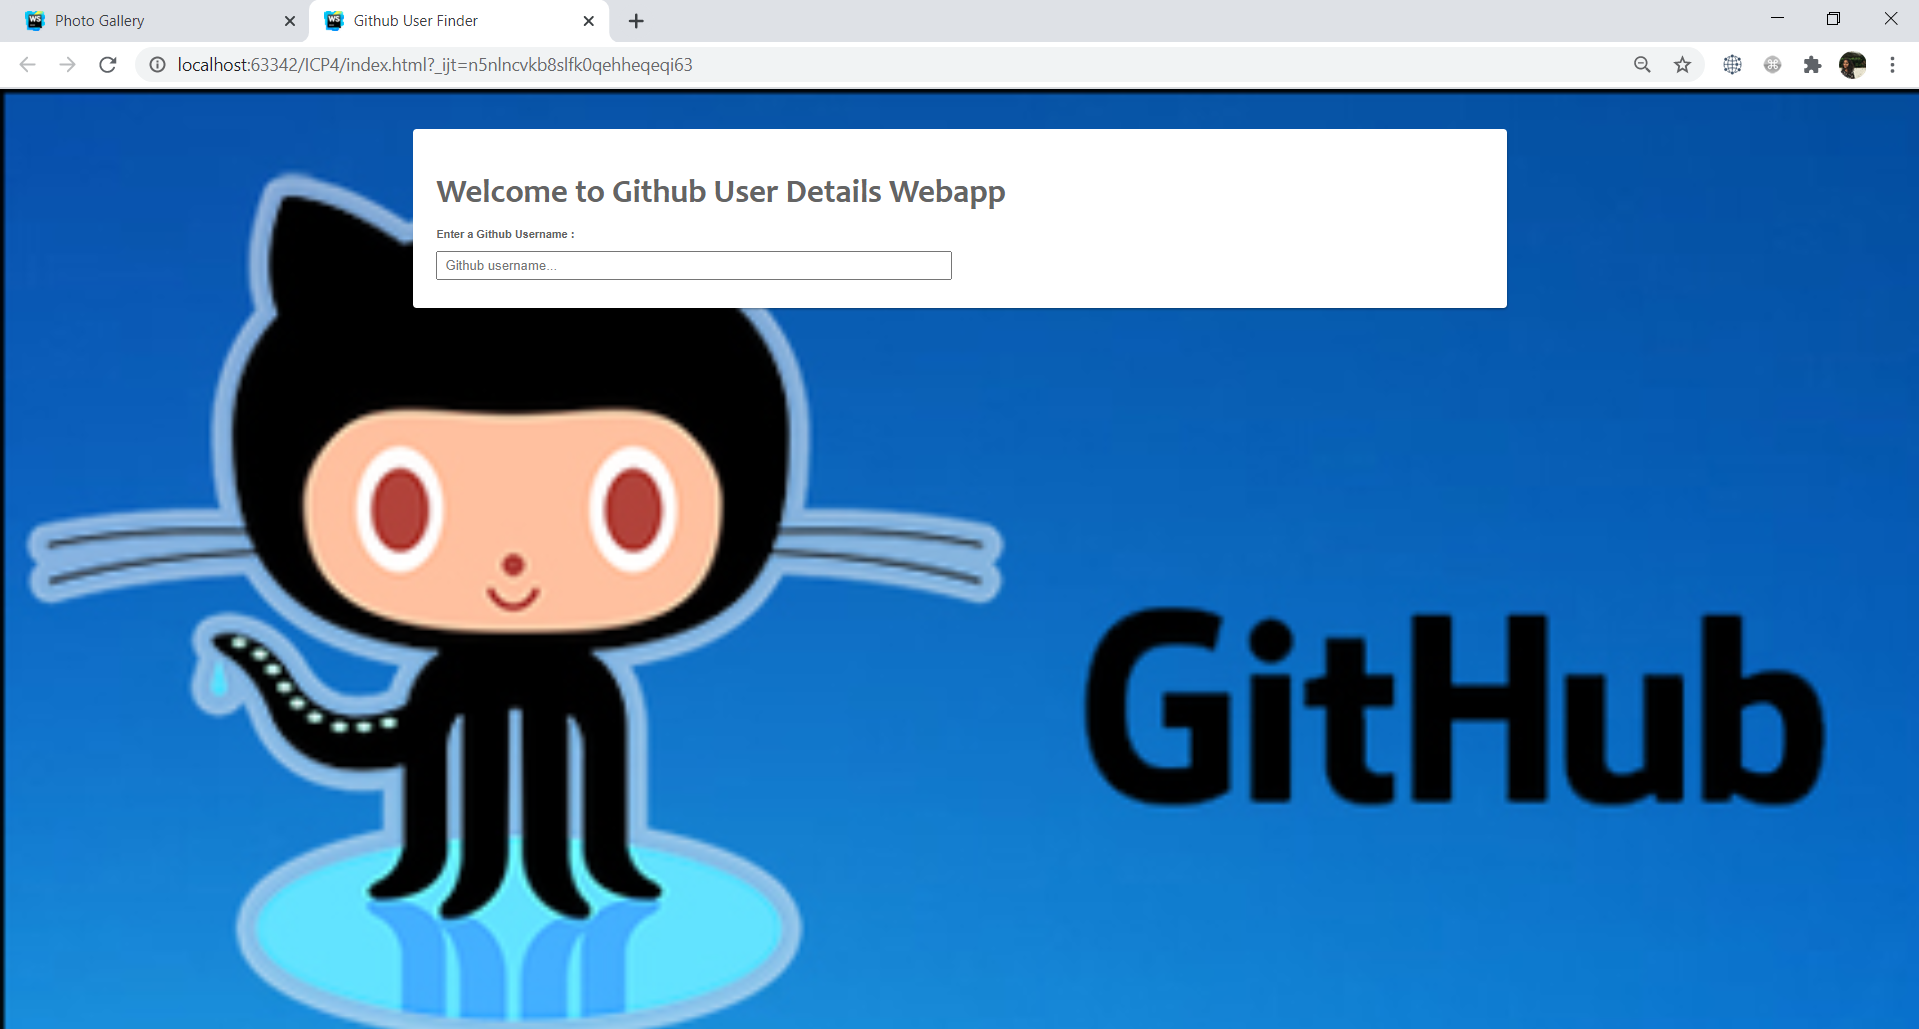 Photo Gallery
Github User Finder
localhost:63342/ICP4/index.html?_ijt=n5nlncvkb8slfk0qehheqeqi63
Welcome to Github User Details Webapp
Enter a Github Username :
Github username...
GitHub